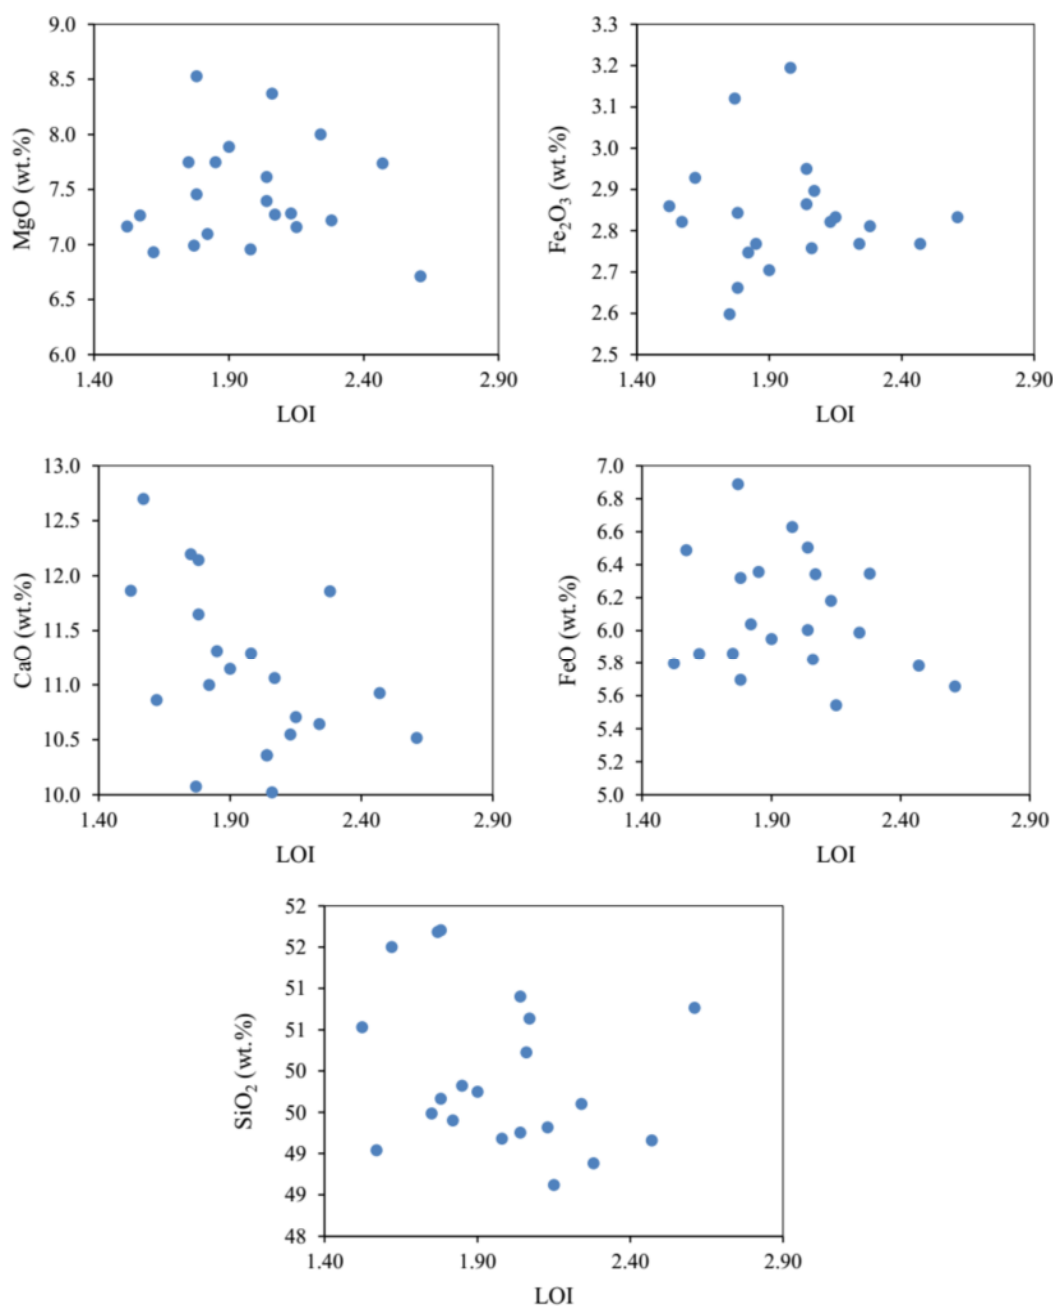 9.0
8.5
8.0
7.5
7.0
6.5
6.0
MgO (wt.%)
1.40 1.90 2.40 2.90
LOI
3.3
3.2
3.1
3.0
2.9
2.8
2.7
2.6
2.5
Fe₂O₃ (wt.%)
1.40 1.90 2.40 2.90
LOI
13.0
12.5
12.0
11.5
11.0
10.5
10.0
CaO (wt.%)
1.40 1.90 2.40 2.90
LOI
7.0
6.8
6.6
6.4
6.2
6.0
5.8
5.6
5.4
5.2
5.0
FeO (wt.%)
1.40 1.90 2.40 2.90
LOI
52
52
51
51
50
50
49
49
48
SiO₂ (wt.%)
1.40 1.90 2.40 2.90
LOI